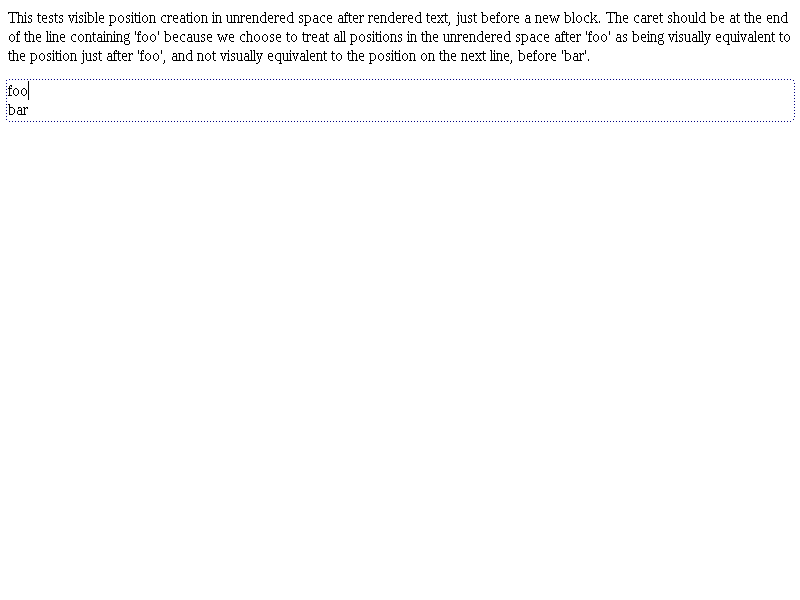 This tests visible position creation in unrendered space after rendered text, just before a new block. The caret should be at the end
of the line containing 'foo' because we choose to treat all positions in the unrendered space after 'foo' as being visually equivalent to
the position just after 'foo', and not visually equivalent to the position on the next line, before 'bar'.
foo
bar